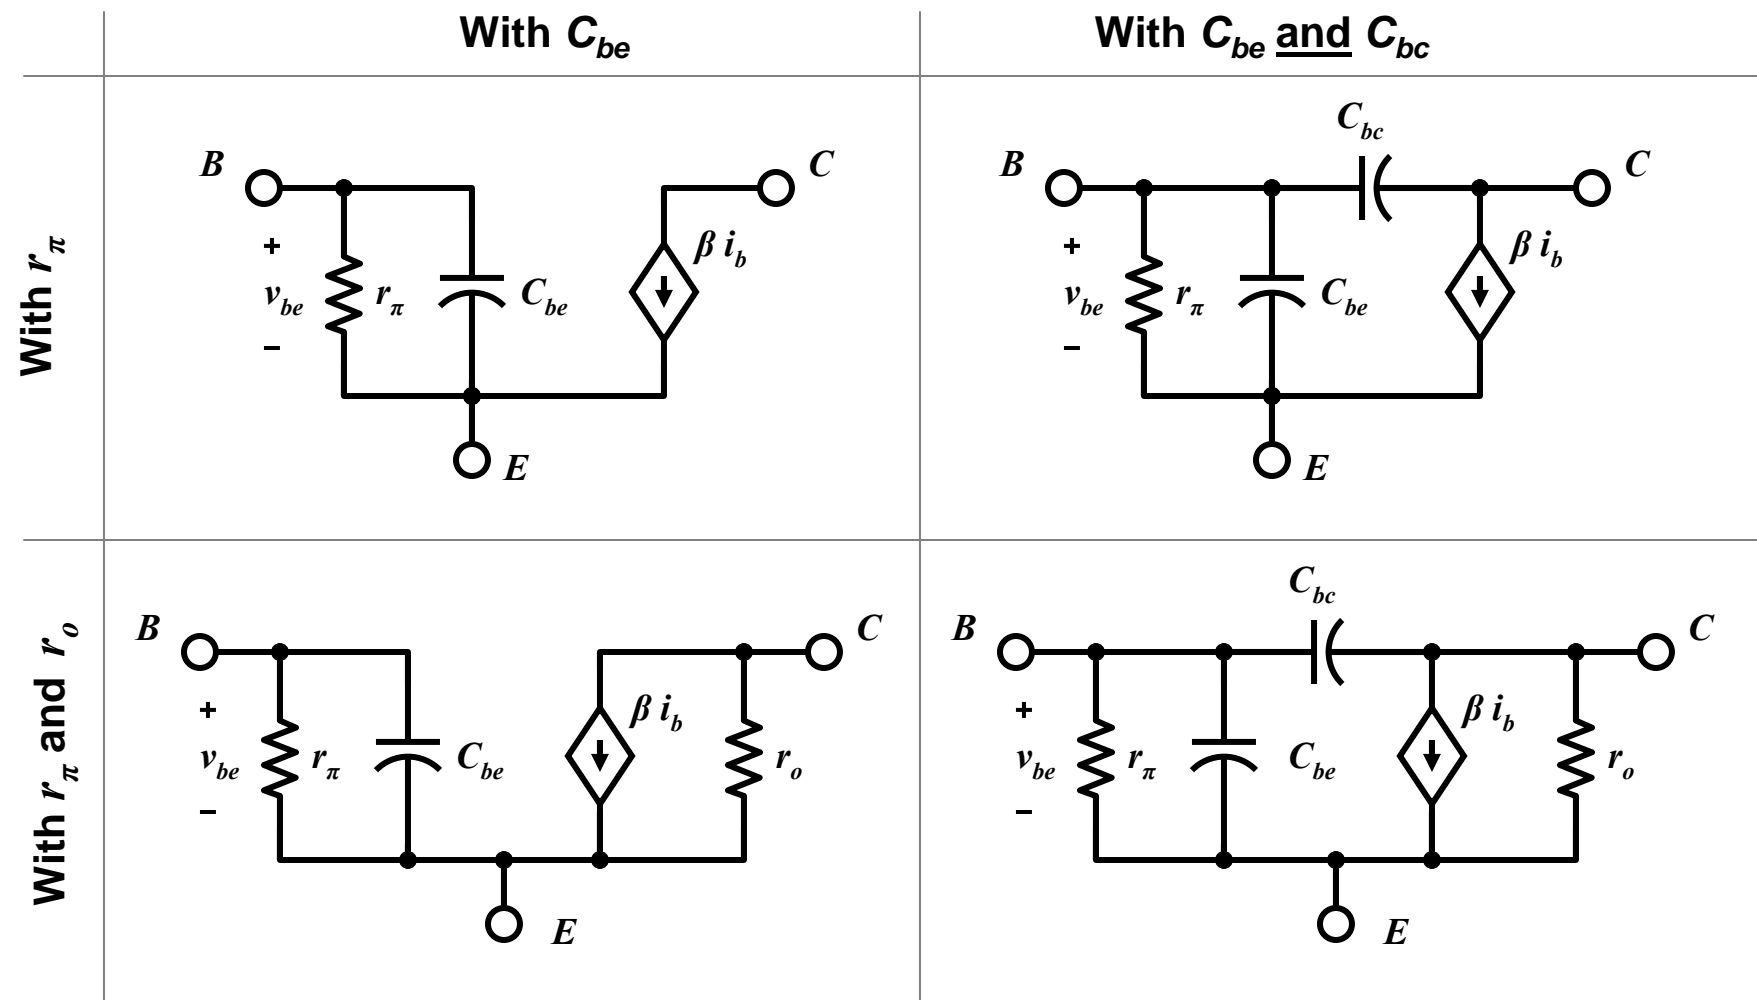 With C_be
With C_be and C_bc
With r_π
B
C
+
v_be
−
r_π
C_be
β i_b
E
C_bc
B
C
+
v_be
−
r_π
C_be
β i_b
E
With r_π and r_o
B
C
+
v_be
−
r_π
C_be
β i_b
r_o
E
C_bc
B
C
+
v_be
−
r_π
C_be
β i_b
r_o
E